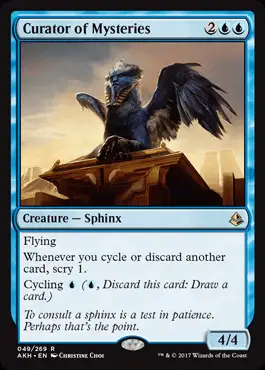 Curator of Mysteries 2
Creature — Sphinx
Flying
Whenever you cycle or discard another
card, scry 1.
Cycling (, Discard this card: Draw a
card.)
To consult a sphinx is a test in patience.
Perhaps that's the point.
4/4
049/269 R
AKH • EN Christine Choi
™ & © 2017 Wizards of the Coast